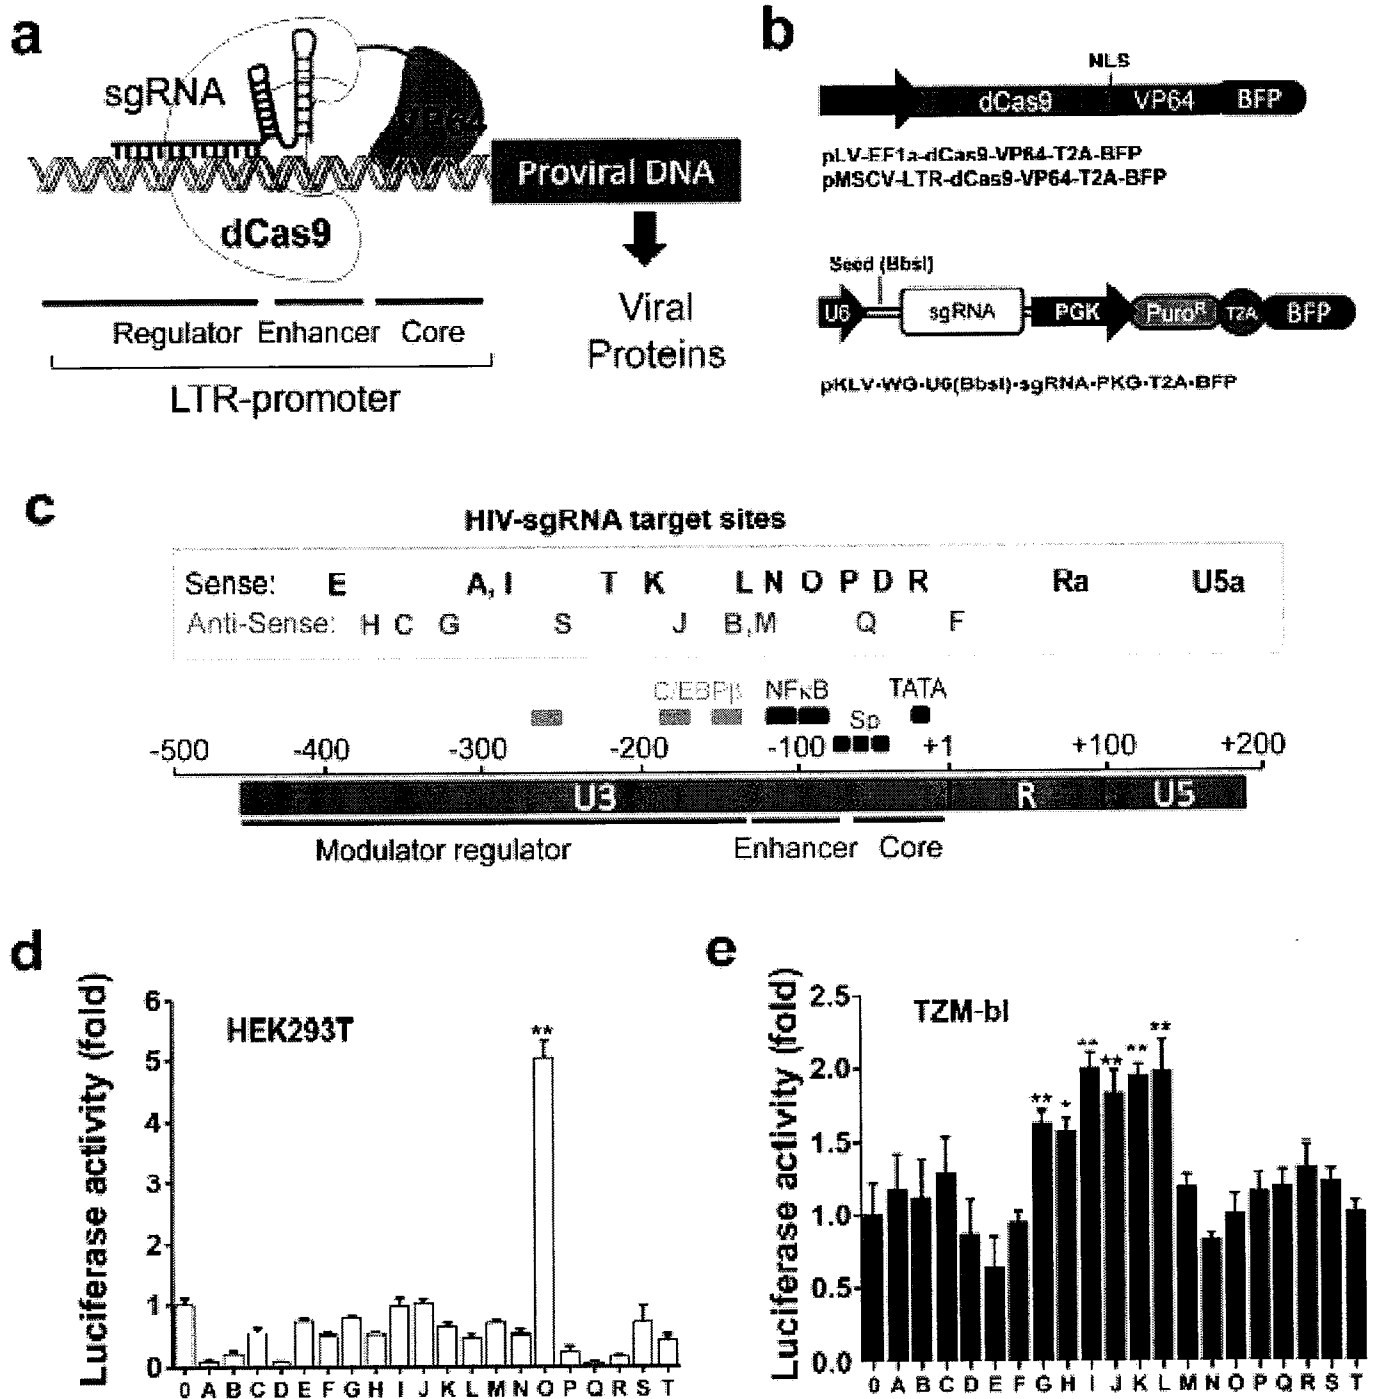 a
sgRNA
VP64
Proviral DNA
dCas9
Regulator Enhancer Core
LTR-promoter
Viral
Proteins
b
NLS
dCas9 VP64 BFP
pLV-EF1a-dCas9-VP64-T2A-BFP
pMSCV-LTR-dCas9-VP64-T2A-BFP
Seed (BbsI)
U6 sgRNA PGK PuroR T2A BFP
pKLV-WG-U6(BbsI)-sgRNA-PKG-T2A-BFP
c
HIV-sgRNA target sites
Sense: E A, I T K L N O P D R Ra U5a
Anti-Sense: H C G S J B,M Q F
C/EBPβ NFκB TATA
Sp
-500 -400 -300 -200 -100 +1 +100 +200
U3 R U5
Modulator regulator Enhancer Core
d
HEK293T
Luciferase activity (fold)
6
5
4
3
2
1
0
**
0 A B C D E F G H I J K L M N O P Q R S T
e
TZM-bl
Luciferase activity (fold)
2.5
2.0
1.5
1.0
0.5
0.0
** * ** ** ** **
0 A B C D E F G H I J K L M N O P Q R S T